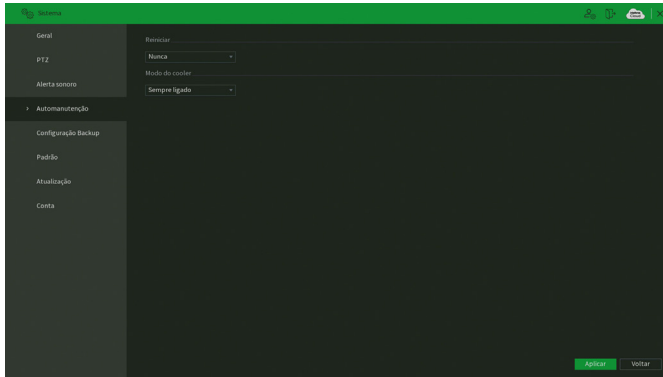 Sistema
Geral
PTZ
Alerta sonoro
Automanutenção
Configuração Backup
Padrão
Atualização
Conta
Reiniciar
Nunca
Modo do cooler
Sempre ligado
Aplicar
Voltar